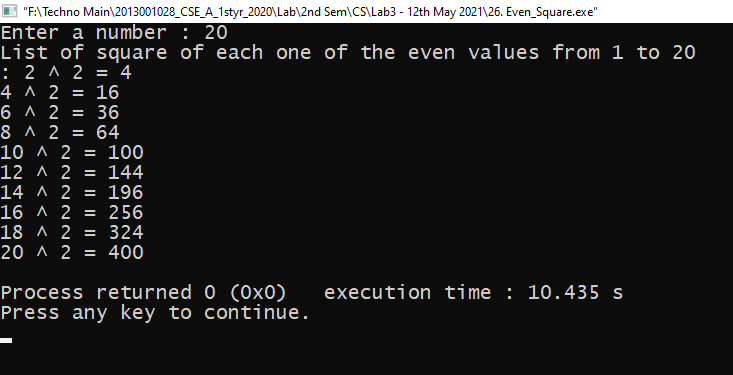 "F:\Techno Main\2013001028_CSE_A_1styr_2020\Lab\2nd Sem\CS\Lab3 - 12th May 2021\26. Even_Square.exe"
Enter a number : 20
List of square of each one of the even values from 1 to 20
: 2 ^ 2 = 4
4 ^ 2 = 16
6 ^ 2 = 36
8 ^ 2 = 64
10 ^ 2 = 100
12 ^ 2 = 144
14 ^ 2 = 196
16 ^ 2 = 256
18 ^ 2 = 324
20 ^ 2 = 400
Process returned 0 (0x0)   execution time : 10.435 s
Press any key to continue.